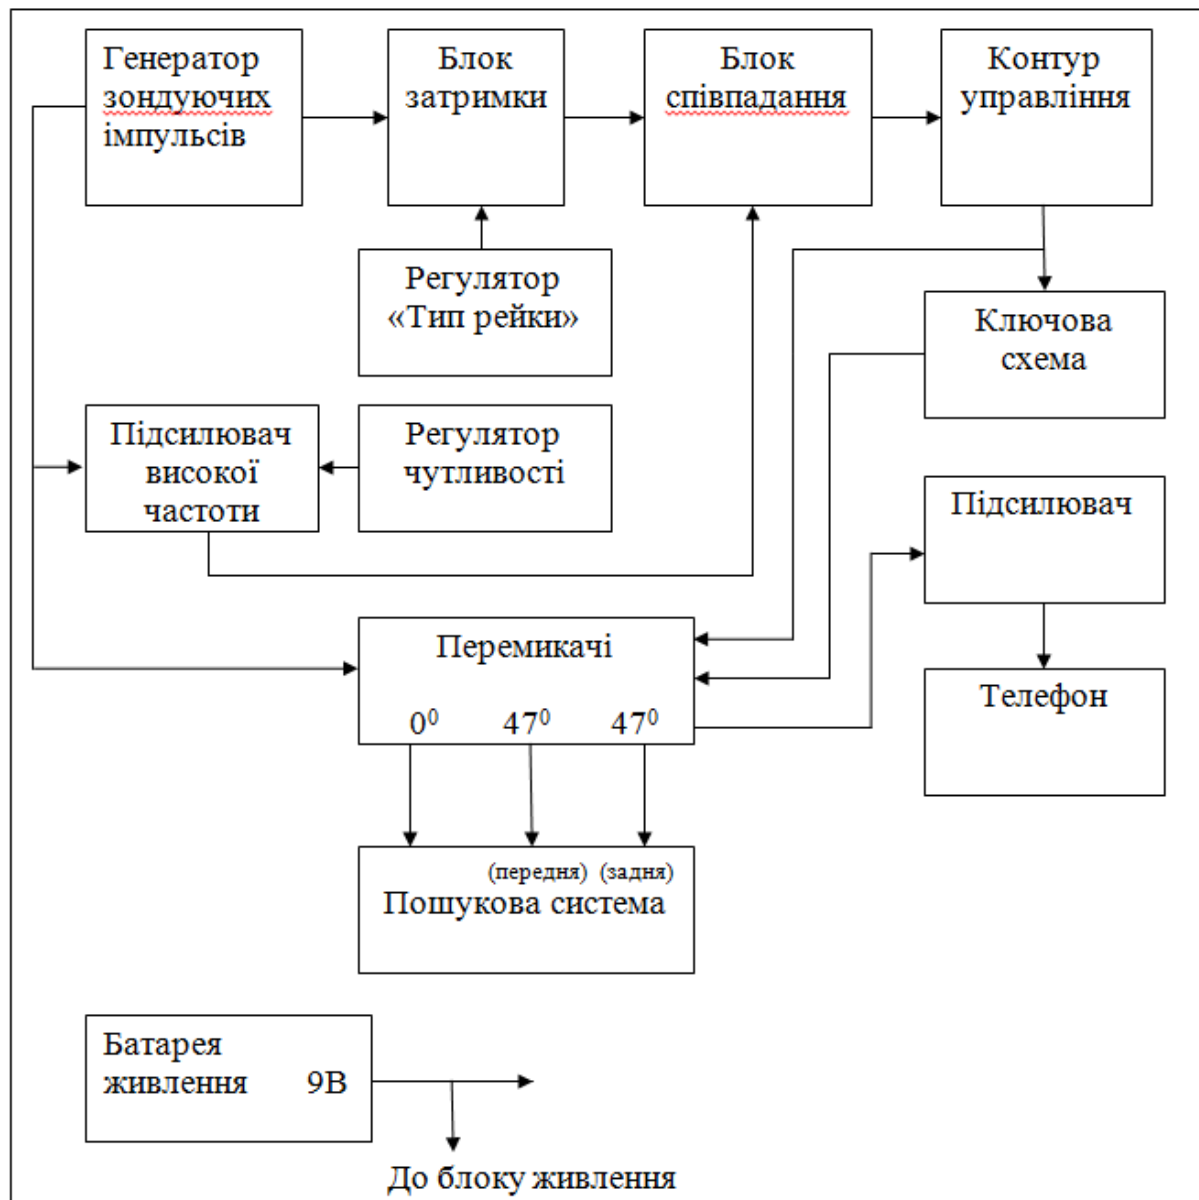 Генератор
зондуючих
імпульсів
Блок
затримки
Блок
співпадання
Контур
управління
Регулятор
«Тип рейки»
Ключова
схема
Підсилювач
високої
частоти
Регулятор
чутливості
Підсилювач
Перемикачі
0⁰ 47⁰ 47⁰
Телефон
(передня) (задня)
Пошукова система
Батарея
живлення 9В
До блоку живлення